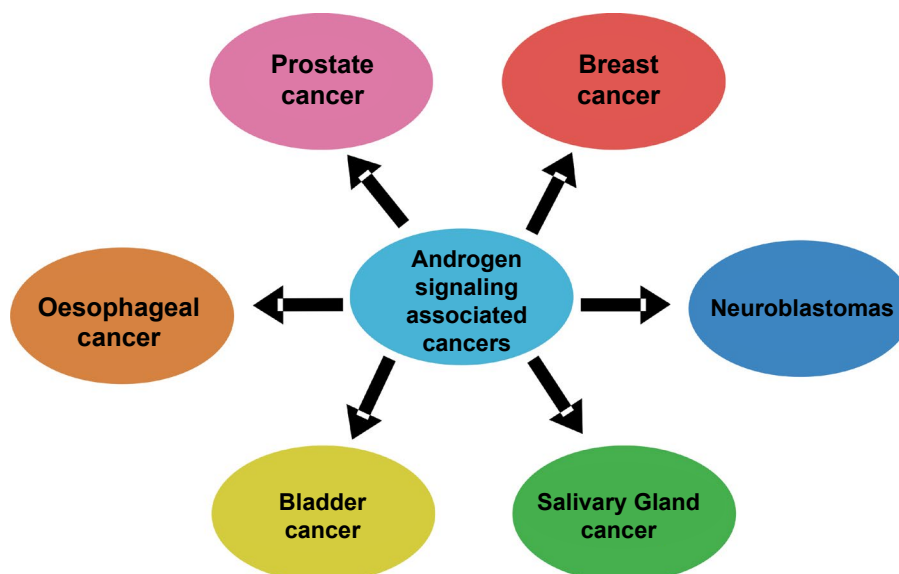 Prostate
cancer
Breast
cancer
Androgen
signaling
associated
cancers
Oesophageal
cancer
Neuroblastomas
Bladder
cancer
Salivary Gland
cancer